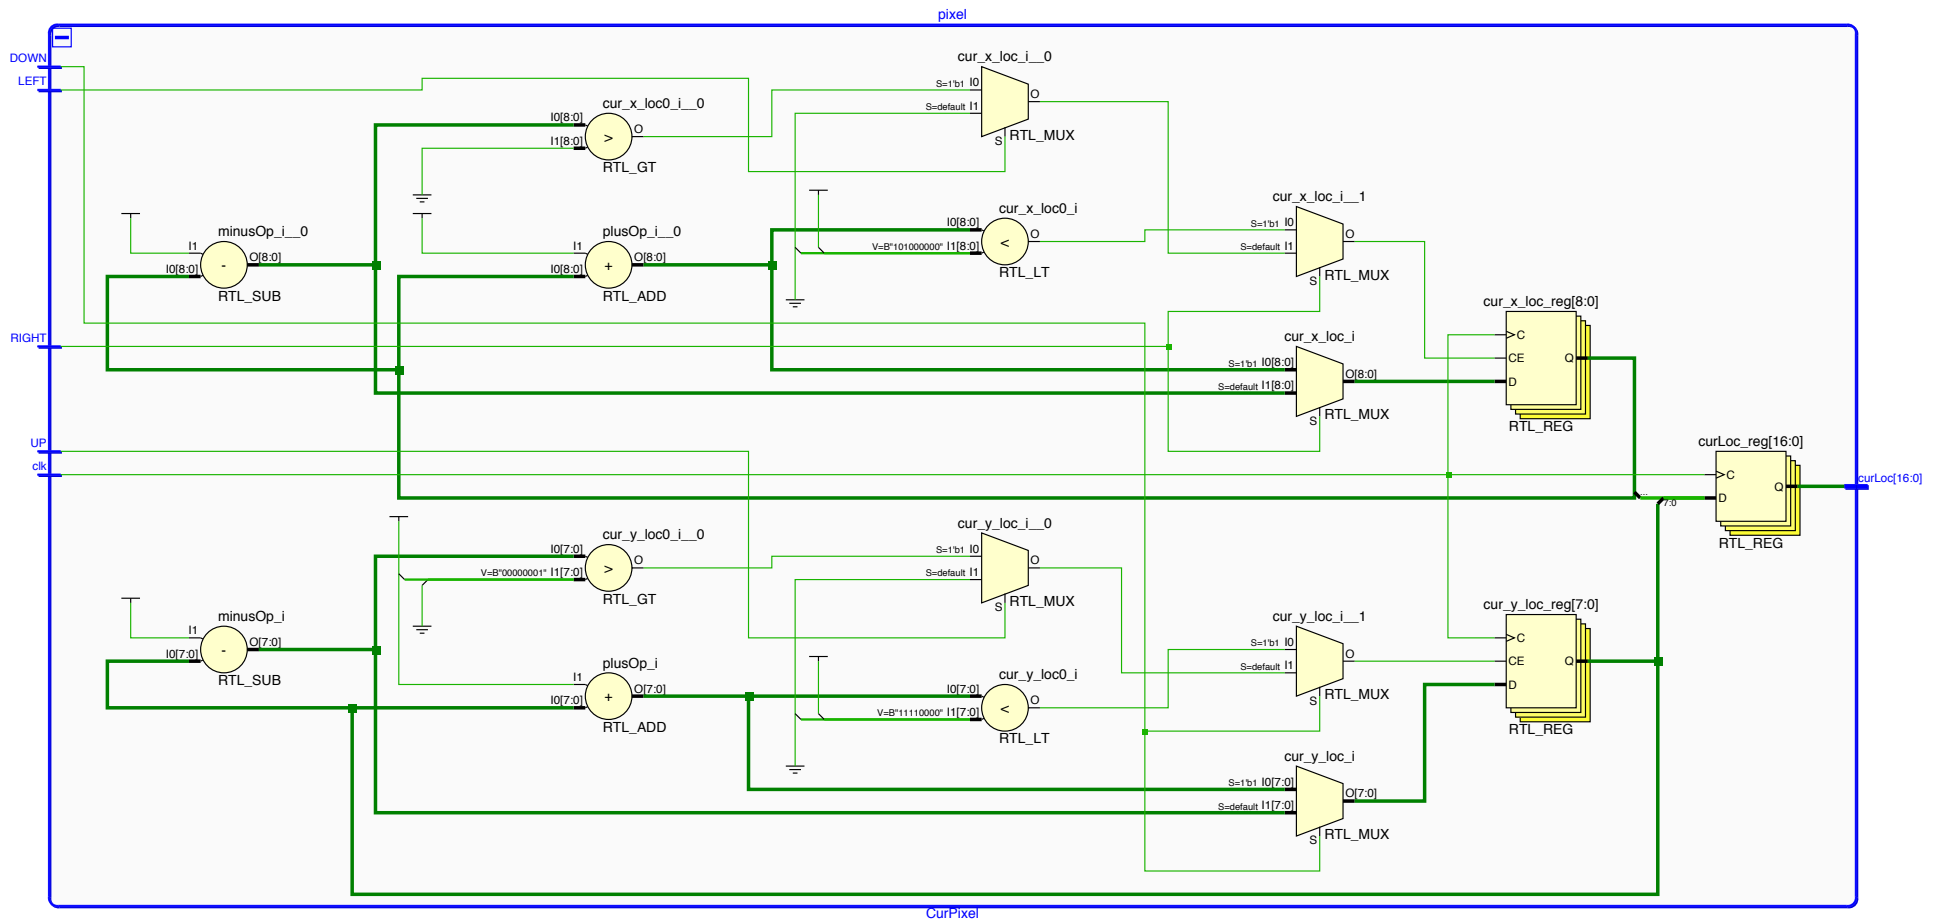 pixel
DOWN
LEFT
cur_x_loc_i__0
S=1'b1 I0
S=default I1
O
S
RTL_MUX
cur_x_loc0_i__0
I0[8:0]
I1[8:0]
>
O
RTL_GT
minusOp_i__0
I1
I0[8:0]
-
O[8:0]
RTL_SUB
plusOp_i__0
I1
I0[8:0]
+
O[8:0]
RTL_ADD
cur_x_loc0_i
I0[8:0]
V=B"101000000" I1[8:0]
<
O
RTL_LT
cur_x_loc_i__1
S=1'b1 I0
S=default I1
O
S
RTL_MUX
RIGHT
cur_x_loc_i
S=1'b1 I0[8:0]
S=default I1[8:0]
O[8:0]
S
RTL_MUX
cur_x_loc_reg[8:0]
C
CE
D
Q
RTL_REG
UP
clk
curLoc_reg[16:0]
C
D
Q
RTL_REG
...
7:0
curLoc[16:0]
cur_y_loc0_i__0
I0[7:0]
V=B"00000001" I1[7:0]
>
O
RTL_GT
cur_y_loc_i__0
S=1'b1 I0
S=default I1
O
S
RTL_MUX
minusOp_i
I1
I0[7:0]
-
O[7:0]
RTL_SUB
plusOp_i
I1
I0[7:0]
+
O[7:0]
RTL_ADD
cur_y_loc0_i
I0[7:0]
V=B"11110000" I1[7:0]
<
O
RTL_LT
cur_y_loc_i__1
S=1'b1 I0
S=default I1
O
S
RTL_MUX
cur_y_loc_reg[7:0]
C
CE
D
Q
RTL_REG
cur_y_loc_i
S=1'b1 I0[7:0]
S=default I1[7:0]
O[7:0]
S
RTL_MUX
CurPixel